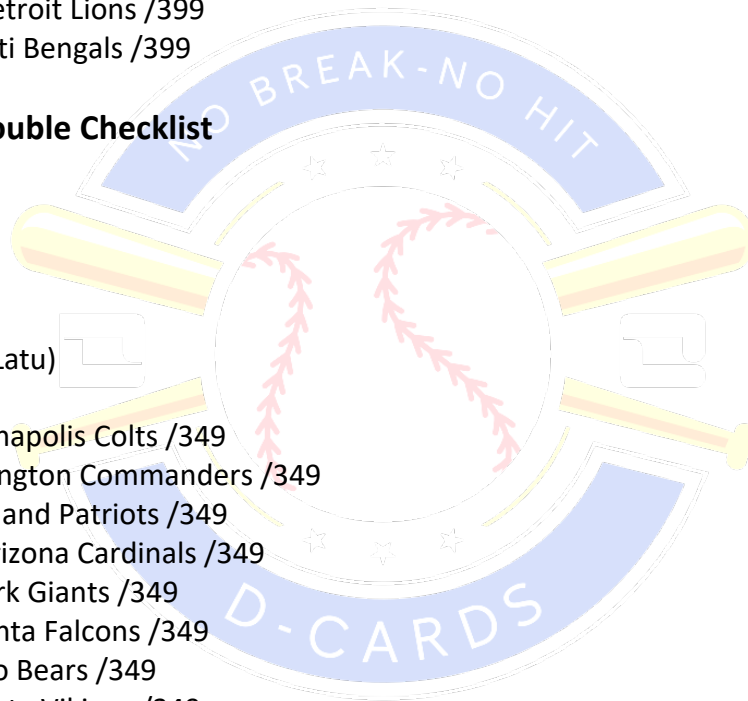 etroit Lions /399
ti Bengals /399
NO BREAK-NO HIT
ouble Checklist
Latu)
napolis Colts /349
ngton Commanders /349
and Patriots /349
rizona Cardinals /349
rk Giants /349
nta Falcons /349
o Bears /349
D-CARDS